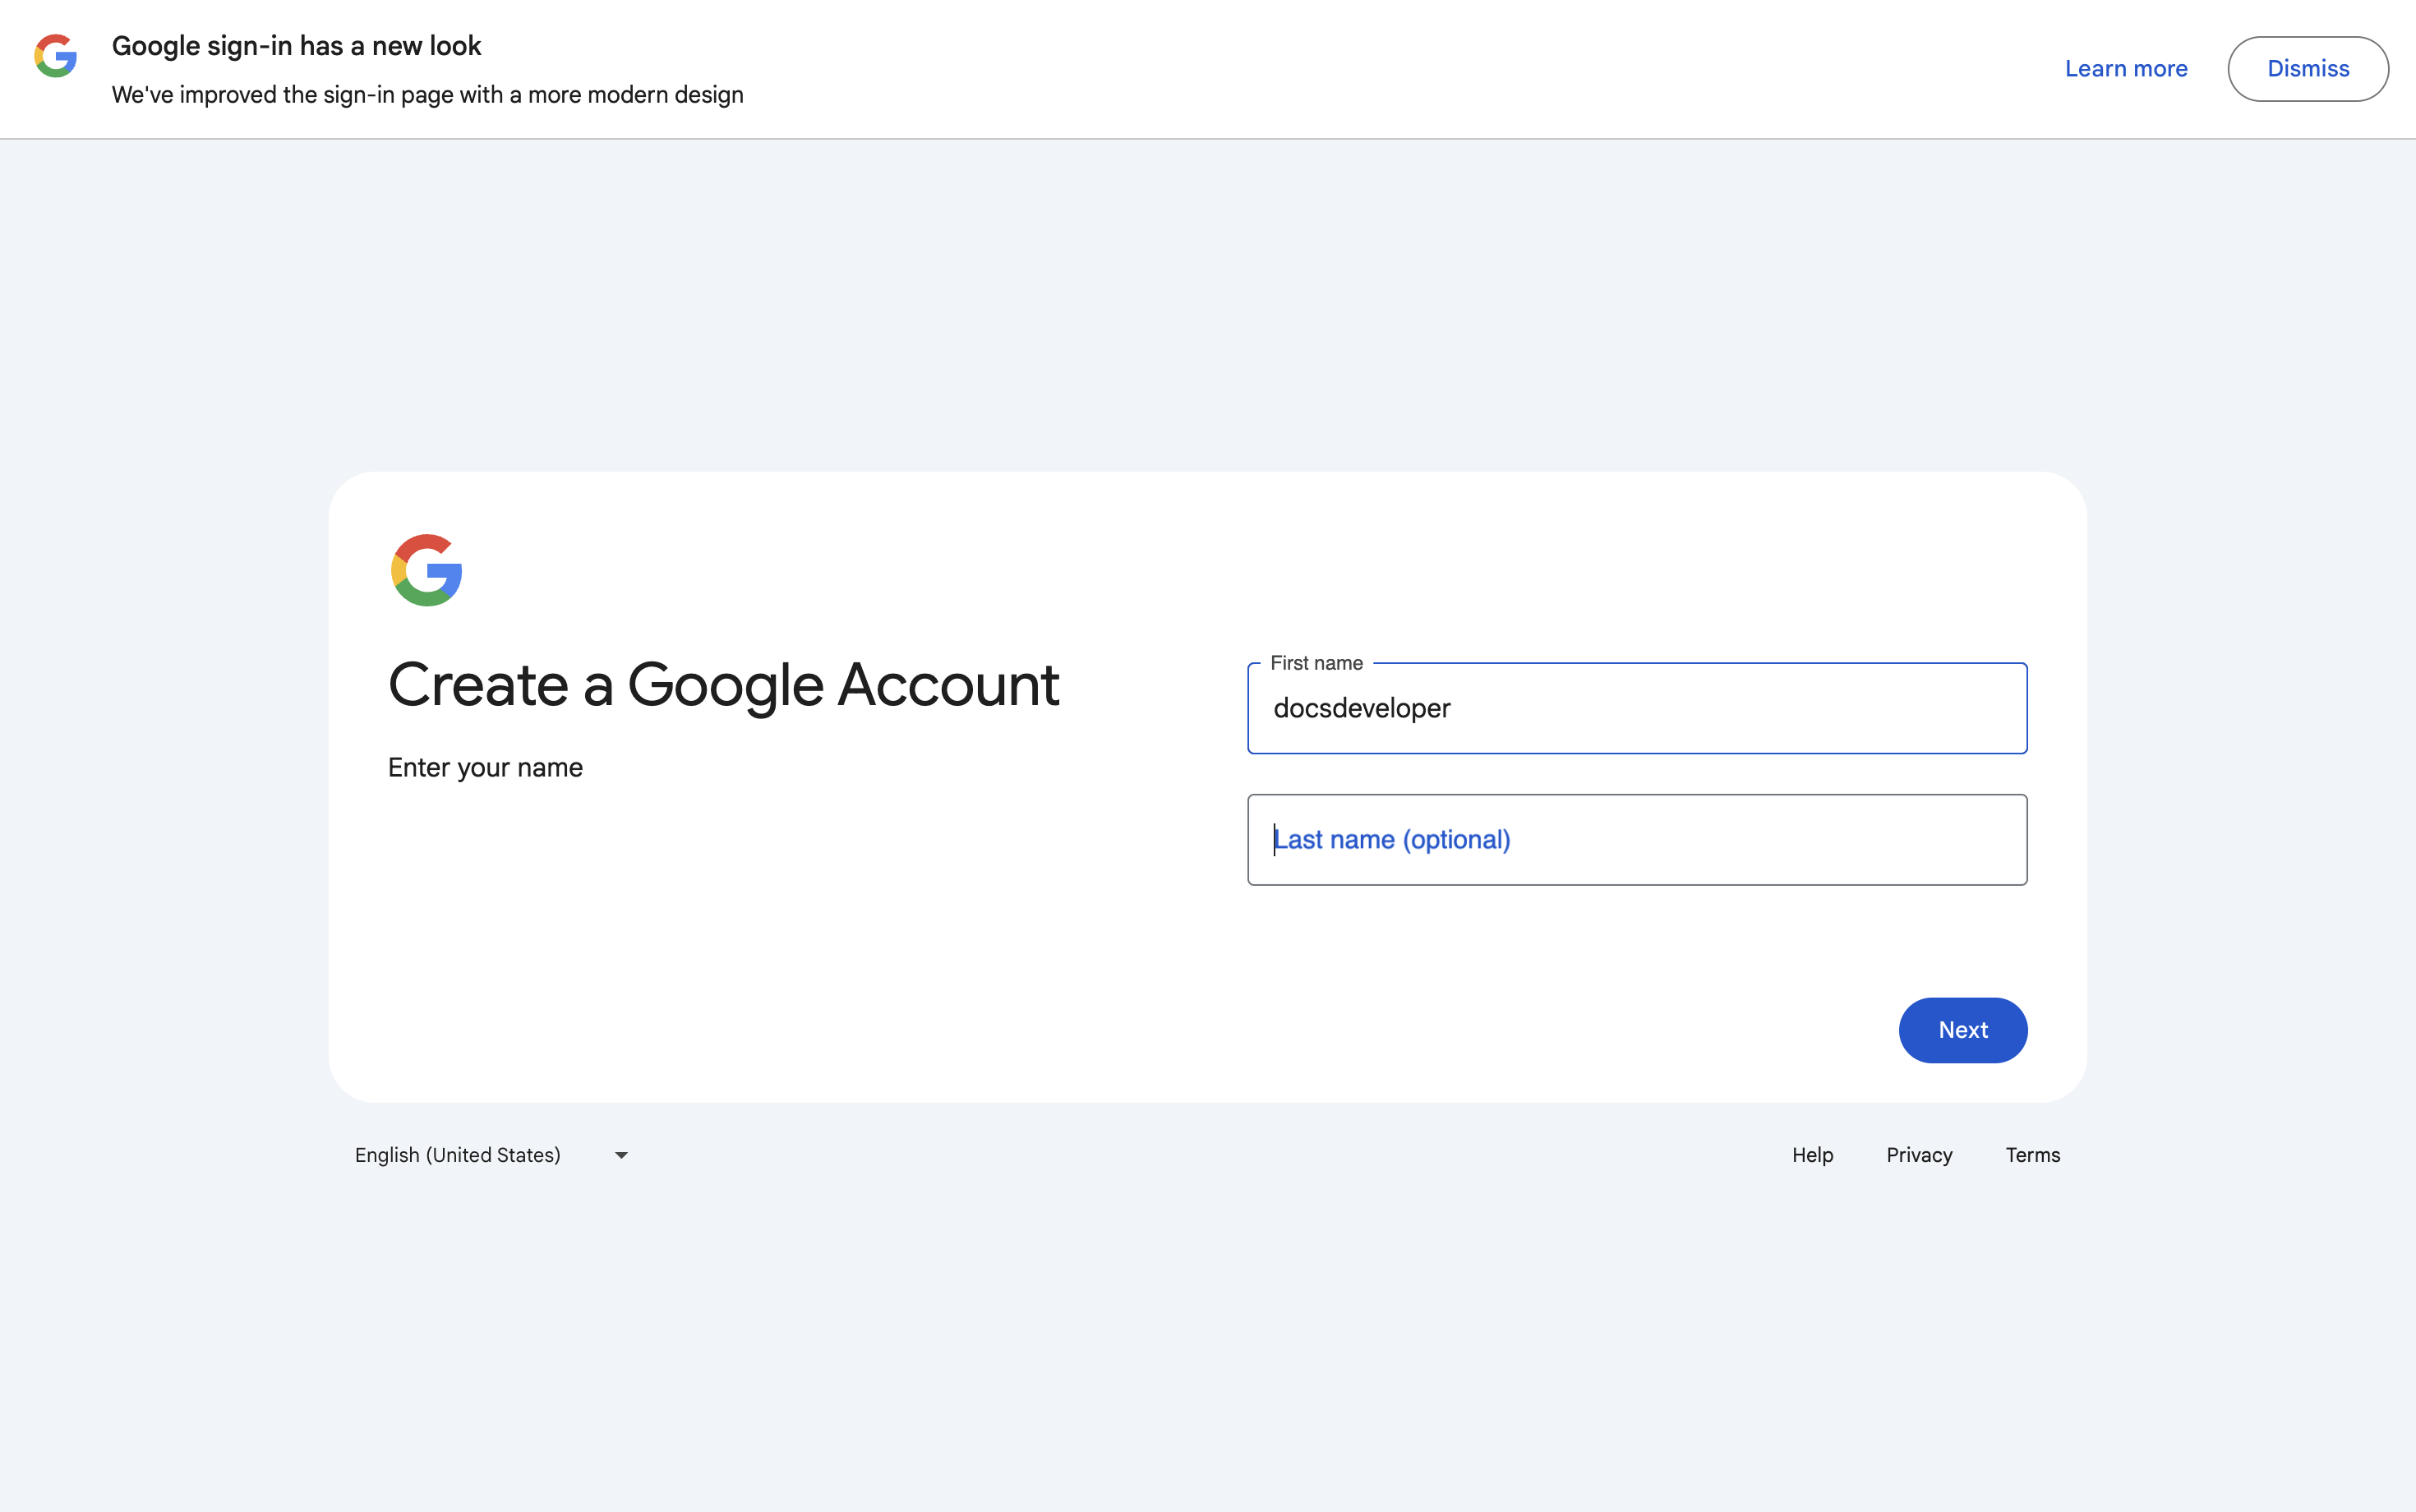 Google sign-in has a new look
We've improved the sign-in page with a more modern design
Learn more
Dismiss
Create a Google Account
Enter your name
First name
docsdeveloper
Last name (optional)
Next
English (United States)
Help
Privacy
Terms